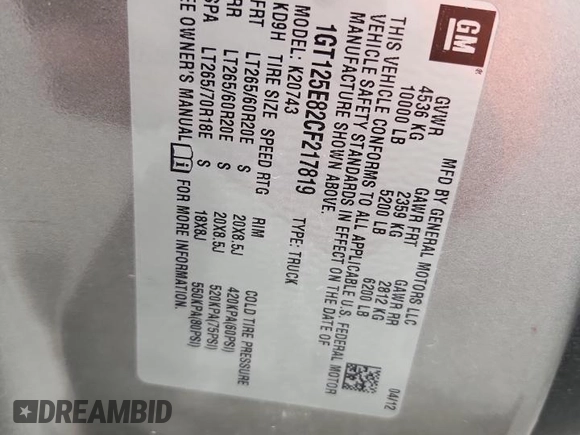 GM
MFD BY GENERAL MOTORS LLC
04/12
GVWR GAWR FRT GAWR RR
4536 KG 2359 KG 2812 KG
10000 LB 5200 LB 6200 LB
THIS VEHICLE CONFORMS TO ALL APPLICABLE U.S. FEDERAL MOTOR
VEHICLE SAFETY STANDARDS IN EFFECT ON THE DATE OF
MANUFACTURE SHOWN ABOVE.
1GT125E82CF217819
TYPE: TRUCK
MODEL: K20743
KD9H TIRE SIZE SPEED RTG RIM COLD TIRE PRESSURE
FRT LT265/60R20E S 20X8.5J 420KPA(60PSI)
RR LT265/60R20E S 20X8.5J 520KPA(75PSI)
SPA LT265/70R18E S 18X8J 550KPA(80PSI)
EE OWNER'S MANUAL FOR MORE INFORMATION.
DREAMBID